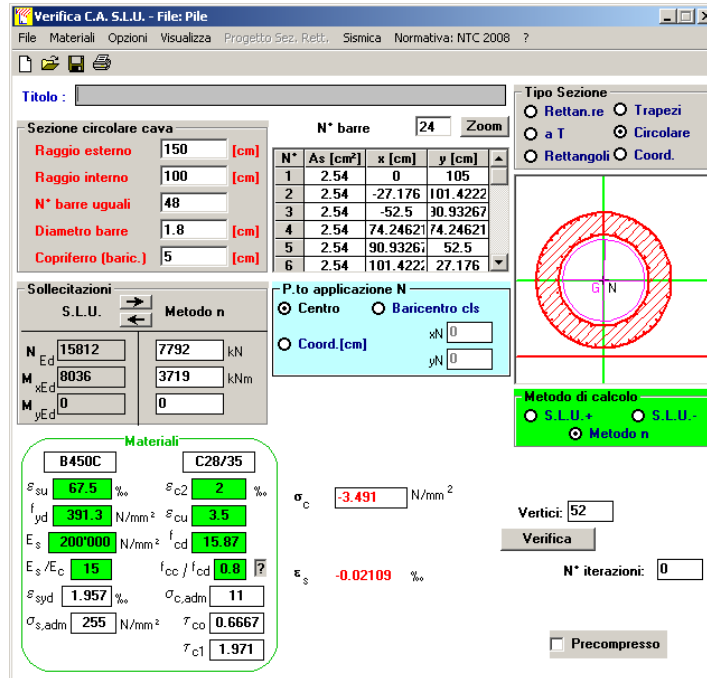 Verifica C.A. S.L.U. - File: Pile
File Materiali Opzioni Visualizza Progetto Sez. Rett. Sismica Normativa: NTC 2008 ?
Titolo :
Tipo Sezione
Rettan.re Trapezi
a T Circolare
Rettangoli Coord.
Sezione circolare cava
Raggio esterno 150 [cm]
Raggio interno 100 [cm]
N° barre uguali 48
Diametro barre 1.8 [cm]
Copriferro (baric.) 5 [cm]
N° barre 24 Zoom
N° As [cm²] x [cm] y [cm]
1 2.54 0 105
2 2.54 -27.176 101.4222
3 2.54 -52.5 90.93267
4 2.54 74.24621 74.24621
5 2.54 90.93267 52.5
6 2.54 101.4222 27.176
G N
Sollecitazioni
S.L.U. Metodo n
N Ed 15812 7792 kN
M xEd 8036 3719 kNm
M yEd 0 0
P.to applicazione N
Centro Baricentro cls
Coord.[cm]
xN 0
yN 0
Metodo di calcolo
S.L.U.+ S.L.U.-
Metodo n
Materiali
B450C C28/35
εsu 67.5 ‰ εc2 2 ‰
fyd 391.3 N/mm² εcu 3.5
Es 200'000 N/mm² fcd 15.87
Es/Ec 15 fcc / fcd 0.8 ?
εsyd 1.957 ‰ σc,adm 11
σs,adm 255 N/mm² τco 0.6667
τc1 1.971
σc -3.491 N/mm²
εs -0.02109 ‰
Vertici: 52
Verifica
N° iterazioni: 0
Precompresso